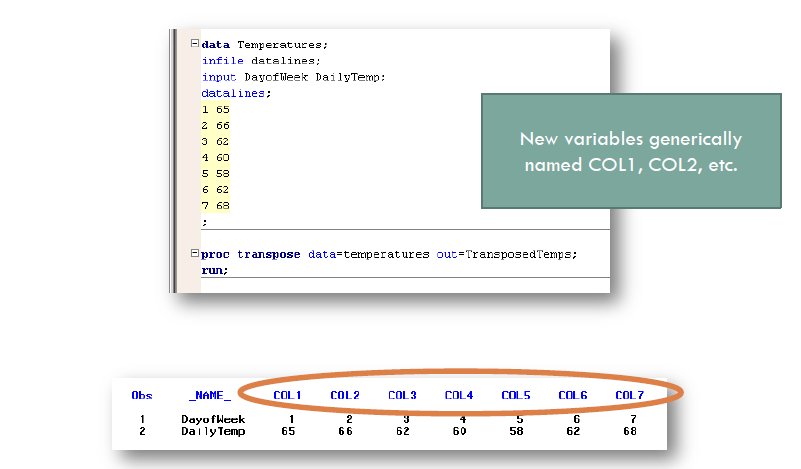 data Temperatures;
infile datalines;
input DayofWeek DailyTemp;
datalines;
1 65
2 66
3 62
4 60
5 58
6 62
7 68
;
proc transpose data=temperatures out=TransposedTemps;
run;
New variables generically
named COL1, COL2, etc.
Obs _NAME_ COL1 COL2 COL3 COL4 COL5 COL6 COL7
1 DayofWeek 1 2 3 4 5 6 7
2 DailyTemp 65 66 62 60 58 62 68